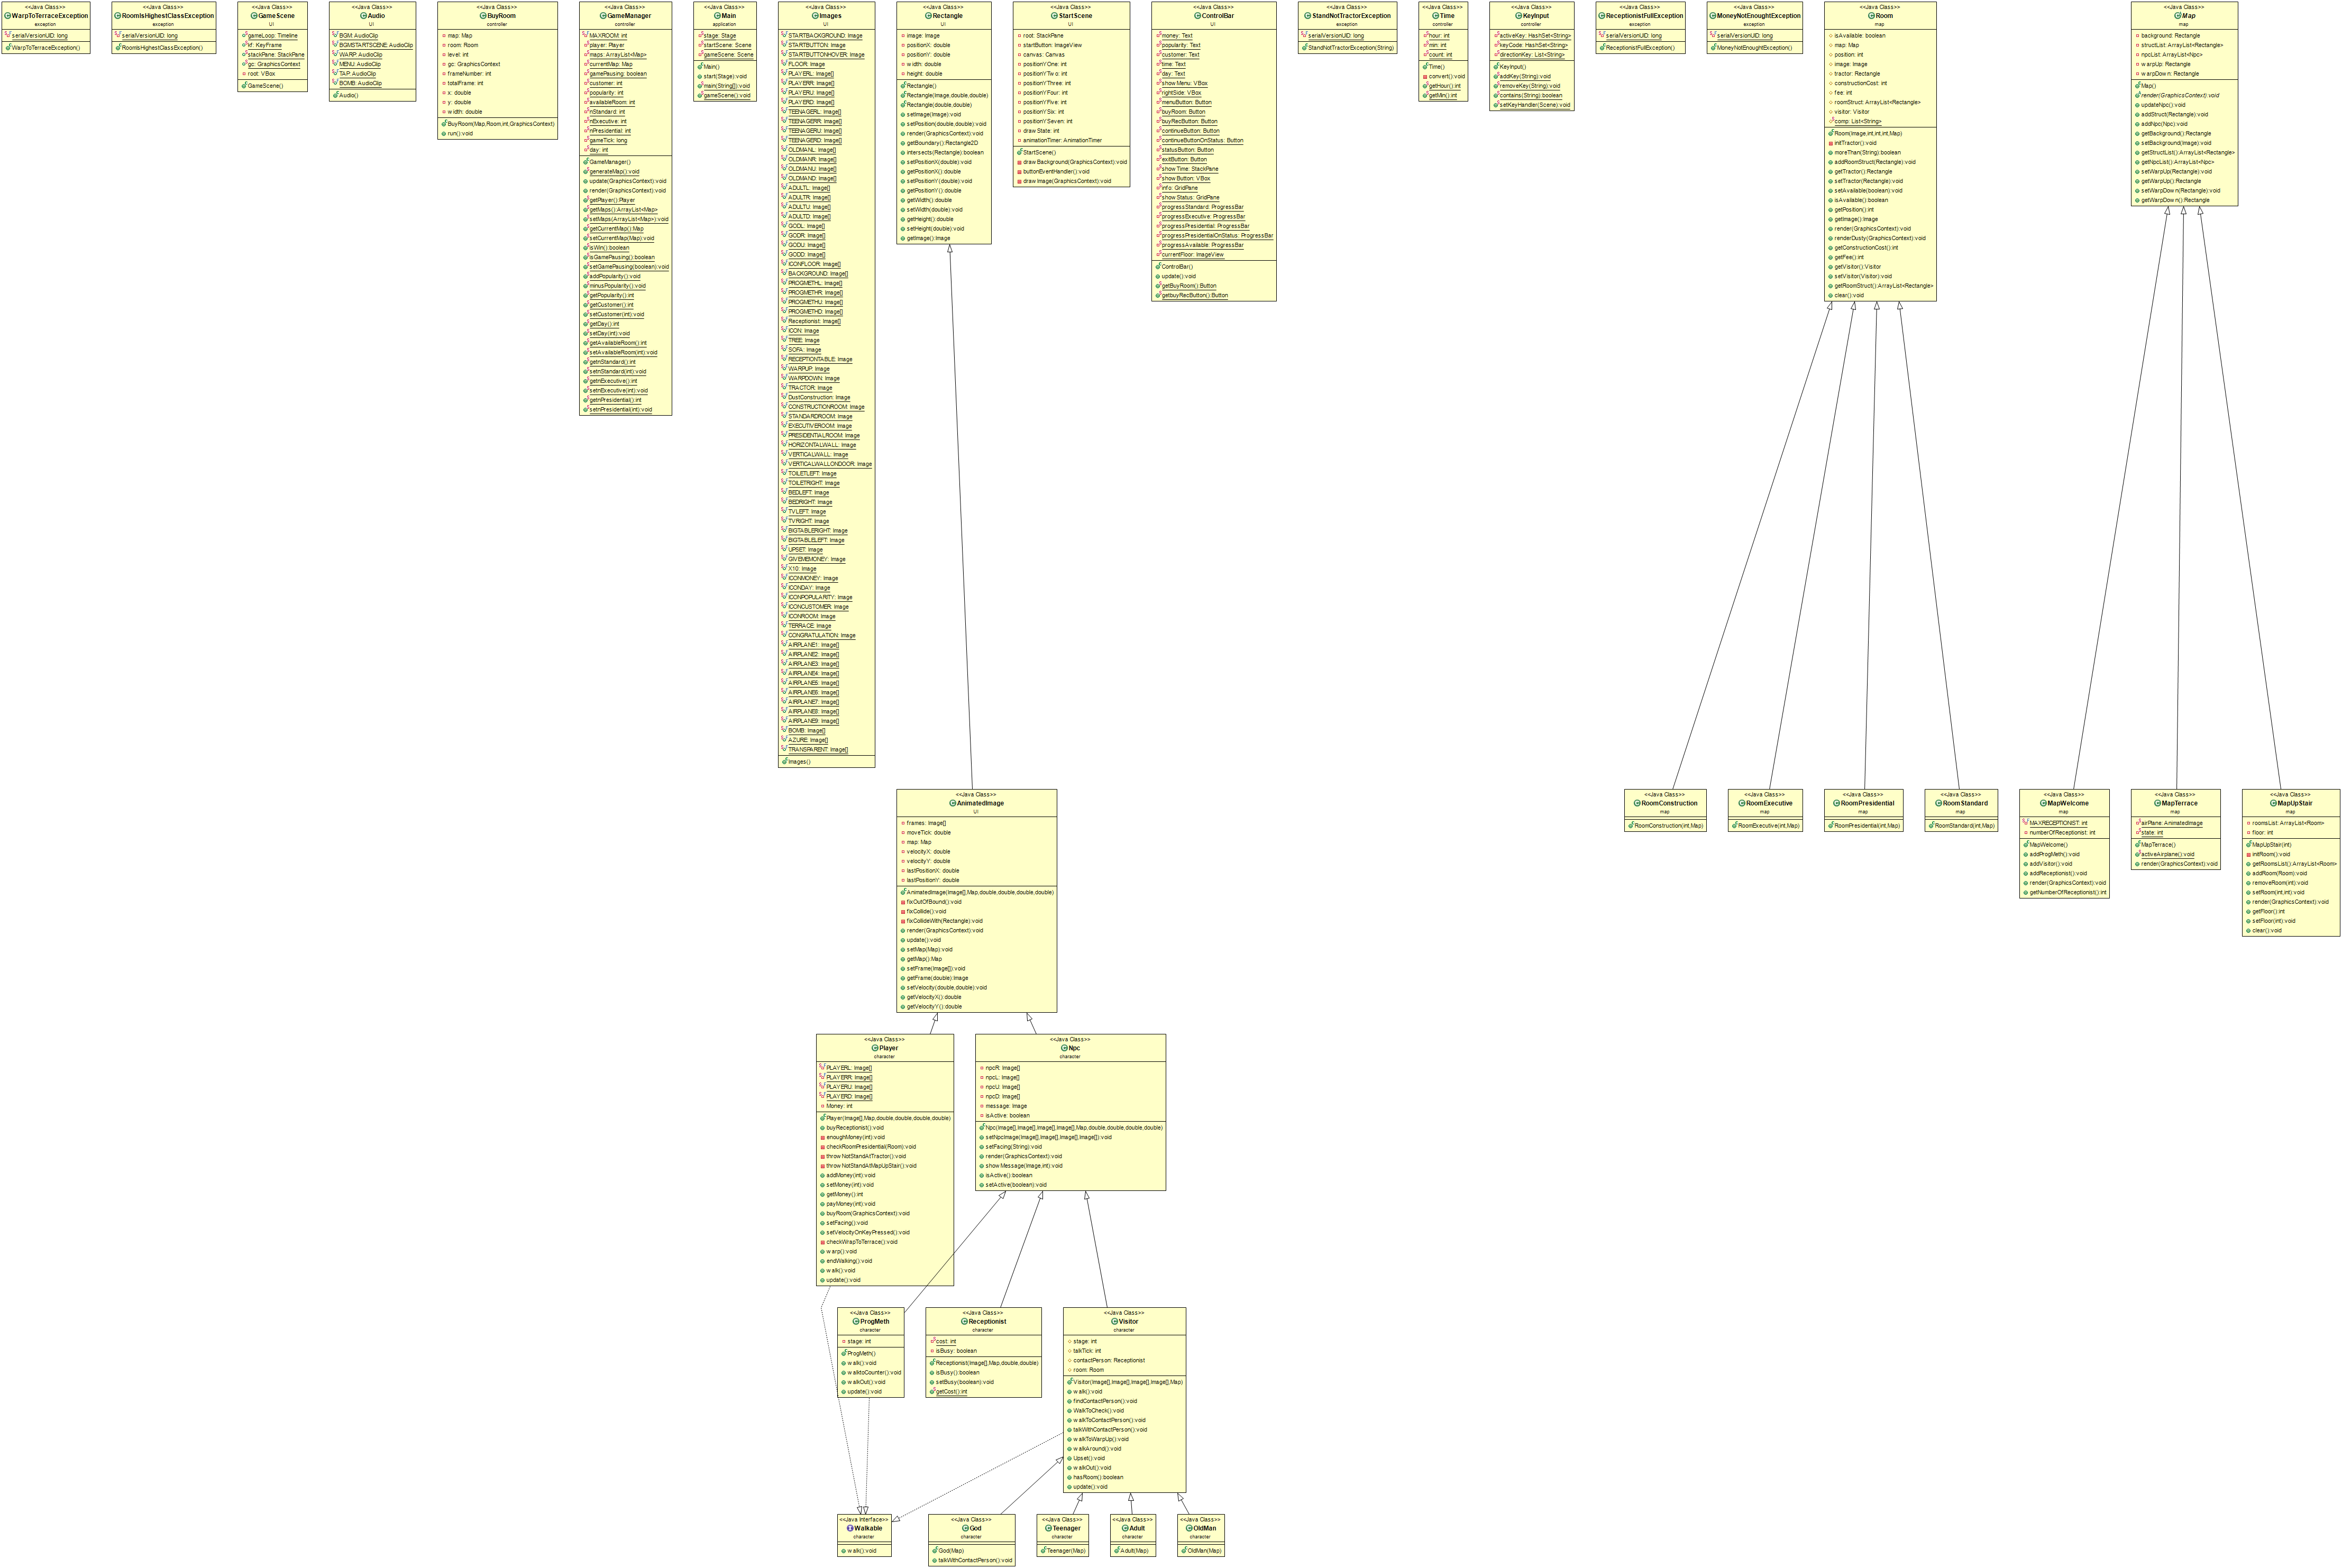 <<Java Class>>
WarpToTerraceException
exception
serialVersionUID: long
WarpToTerraceException()
<<Java Class>>
RoomIsHighestClassException
exception
serialVersionUID: long
RoomIsHighestClassException()
<<Java Class>>
GameScene
UI
gameLoop: Timeline
kf: KeyFrame
stackPane: StackPane
gc: GraphicsContext
root: VBox
GameScene()
<<Java Class>>
Audio
UI
BGM: AudioClip
BGMSTARTSCENE: AudioClip
WARP: AudioClip
MENU: AudioClip
TAP: AudioClip
BOMB: AudioClip
Audio()
<<Java Class>>
BuyRoom
controller
map: Map
room: Room
level: int
gc: GraphicsContext
frameNumber: int
totalFrame: int
x: double
y: double
width: double
BuyRoom(Map,Room,int,GraphicsContext)
run():void
<<Java Class>>
GameManager
controller
MAXROOM: int
player: Player
maps: ArrayList<Map>
currentMap: Map
gamePausing: boolean
customer: int
popularity: int
availableRoom: int
nStandard: int
nExecutive: int
nPresidential: int
gameTick: long
day: int
GameManager()
generateMap():void
update(GraphicsContext):void
render(GraphicsContext):void
getPlayer():Player
getMaps():ArrayList<Map>
setMaps(ArrayList<Map>):void
getCurrentMap():Map
setCurrentMap(Map):void
isWin():boolean
isGamePausing():boolean
setGamePausing(boolean):void
addPopularity():void
minusPopularity():void
getPopularity():int
getCustomer():int
setCustomer(int):void
getDay():int
setDay(int):void
getAvailableRoom():int
setAvailableRoom(int):void
getnStandard():int
setnStandard(int):void
getnExecutive():int
setnExecutive(int):void
getnPresidential():int
setnPresidential(int):void
<<Java Class>>
Main
application
stage: Stage
startScene: Scene
gameScene: Scene
Main()
start(Stage):void
main(String[]):void
gameScene():void
<<Java Class>>
Images
UI
STARTBACKGROUND: Image
STARTBUTTON: Image
STARTBUTTONHOVER: Image
FLOOR: Image
PLAYERL: Image[]
PLAYERR: Image[]
PLAYERU: Image[]
PLAYERD: Image[]
TEENAGERL: Image[]
TEENAGERR: Image[]
TEENAGERU: Image[]
TEENAGERD: Image[]
OLDMANL: Image[]
OLDMANR: Image[]
OLDMANU: Image[]
OLDMAND: Image[]
ADULTL: Image[]
ADULTR: Image[]
ADULTU: Image[]
ADULTD: Image[]
GODL: Image[]
GODR: Image[]
GODU: Image[]
GODD: Image[]
ICONFLOOR: Image[]
BACKGROUND: Image[]
PROGMETHL: Image[]
PROGMETHR: Image[]
PROGMETHU: Image[]
PROGMETHD: Image[]
Receptionist: Image[]
ICON: Image
TREE: Image
SOFA: Image
RECEPTIONTABLE: Image
WARPUP: Image
WARPDOWN: Image
TRACTOR: Image
DustConstruction: Image
CONSTRUCTIONROOM: Image
STANDARDROOM: Image
EXECUTIVEROOM: Image
PRESIDENTIALROOM: Image
HORIZONTALWALL: Image
VERTICALWALL: Image
VERTICALWALLONDOOR: Image
TOILETLEFT: Image
TOILETRIGHT: Image
BEDLEFT: Image
BEDRIGHT: Image
TVLEFT: Image
TVRIGHT: Image
BIGTABLERIGHT: Image
BIGTABLELEFT: Image
UPSET: Image
GIVEMEMONEY: Image
X10: Image
ICONMONEY: Image
ICONDAY: Image
ICONPOPULARITY: Image
ICONCUSTOMER: Image
ICONROOM: Image
TERRACE: Image
CONGRATULATION: Image
AIRPLANE1: Image[]
AIRPLANE2: Image[]
AIRPLANE3: Image[]
AIRPLANE4: Image[]
AIRPLANE5: Image[]
AIRPLANE6: Image[]
AIRPLANE7: Image[]
AIRPLANE8: Image[]
AIRPLANE9: Image[]
BOMB: Image[]
AZURE: Image[]
TRANSPARENT: Image[]
Images()
<<Java Class>>
Rectangle
UI
image: Image
positionX: double
positionY: double
width: double
height: double
Rectangle()
Rectangle(Image,double,double)
Rectangle(double,double)
setImage(Image):void
setPosition(double,double):void
render(GraphicsContext):void
getBoundary():Rectangle2D
intersects(Rectangle):boolean
setPositionX(double):void
getPositionX():double
setPositionY(double):void
getPositionY():double
getWidth():double
setWidth(double):void
getHeight():double
setHeight(double):void
getImage():Image
<<Java Class>>
StartScene
UI
root: StackPane
startButton: ImageView
canvas: Canvas
positionYOne: int
positionYTwo: int
positionYThree: int
positionYFour: int
positionYFive: int
positionYSix: int
positionYSeven: int
drawState: int
animationTimer: AnimationTimer
StartScene()
drawBackground(GraphicsContext):void
buttonEventHandler():void
drawImage(GraphicsContext):void
<<Java Class>>
ControlBar
UI
money: Text
popularity: Text
customer: Text
time: Text
day: Text
showMenu: VBox
rightSide: VBox
menuButton: Button
buyRoom: Button
buyRecButton: Button
continueButton: Button
continueButtonOnStatus: Button
statusButton: Button
exitButton: Button
showTime: StackPane
showButton: VBox
info: GridPane
showStatus: GridPane
progressStandard: ProgressBar
progressExecutive: ProgressBar
progressPresidential: ProgressBar
progressPresidentialOnStatus: ProgressBar
progressAvailable: ProgressBar
currentFloor: ImageView
ControlBar()
update():void
getBuyRoom():Button
getbuyRecButton():Button
<<Java Class>>
StandNotTractorException
exception
serialVersionUID: long
StandNotTractorException(String)
<<Java Class>>
Time
controller
hour: int
min: int
count: int
Time()
convert():void
getHour():int
getMin():int
<<Java Class>>
KeyInput
controller
activeKey: HashSet<String>
keyCode: HashSet<String>
directionKey: List<String>
KeyInput()
addKey(String):void
removeKey(String):void
contains(String):boolean
setKeyHandler(Scene):void
<<Java Class>>
ReceptionistFullException
exception
serialVersionUID: long
ReceptionistFullException()
<<Java Class>>
MoneyNotEnoughtException
exception
serialVersionUID: long
MoneyNotEnoughtException()
<<Java Class>>
Room
map
isAvailable: boolean
map: Map
position: int
image: Image
tractor: Rectangle
constructionCost: int
fee: int
roomStruct: ArrayList<Rectangle>
visitor: Visitor
comp: List<String>
Room(Image,int,int,int,Map)
initTractor():void
moreThan(String):boolean
addRoomStruct(Rectangle):void
getTractor():Rectangle
setTractor(Rectangle):void
setAvailable(boolean):void
isAvailable():boolean
getPosition():int
getImage():Image
render(GraphicsContext):void
renderDusty(GraphicsContext):void
getConstructionCost():int
getFee():int
getVisitor():Visitor
setVisitor(Visitor):void
getRoomStruct():ArrayList<Rectangle>
clear():void
<<Java Class>>
Map
map
background: Rectangle
structList: ArrayList<Rectangle>
npcList: ArrayList<Npc>
warpUp: Rectangle
warpDown: Rectangle
Map()
render(GraphicsContext):void
updateNpc():void
addStruct(Rectangle):void
addNpc(Npc):void
getBackground():Rectangle
setBackground(Image):void
getStructList():ArrayList<Rectangle>
getNpcList():ArrayList<Npc>
setWarpUp(Rectangle):void
getWarpUp():Rectangle
setWarpDown(Rectangle):void
getWarpDown():Rectangle
<<Java Class>>
AnimatedImage
UI
frames: Image[]
moveTick: double
map: Map
velocityX: double
velocityY: double
lastPositionX: double
lastPositionY: double
AnimatedImage(Image[],Map,double,double,double,double)
fixOutOfBound():void
fixCollide():void
fixCollideWith(Rectangle):void
render(GraphicsContext):void
update():void
setMap(Map):void
getMap():Map
setFrame(Image[]):void
getFrame(double):Image
setVelocity(double,double):void
getVelocityX():double
getVelocityY():double
<<Java Class>>
RoomConstruction
map
RoomConstruction(int,Map)
<<Java Class>>
RoomExecutive
map
RoomExecutive(int,Map)
<<Java Class>>
RoomPresidential
map
RoomPresidential(int,Map)
<<Java Class>>
RoomStandard
map
RoomStandard(int,Map)
<<Java Class>>
MapWelcome
map
MAXRECEPTIONIST: int
numberOfReceptionist: int
MapWelcome()
addProgMeth():void
addVisitor():void
addReceptionist():void
render(GraphicsContext):void
getNumberOfReceptionist():int
<<Java Class>>
MapTerrace
map
airPlane: AnimatedImage
state: int
MapTerrace()
activeAirplane():void
render(GraphicsContext):void
<<Java Class>>
MapUpStair
map
roomsList: ArrayList<Room>
floor: int
MapUpStair(int)
initRoom():void
getRoomsList():ArrayList<Room>
addRoom(Room):void
removeRoom(int):void
setRoom(int,int):void
render(GraphicsContext):void
getFloor():int
setFloor(int):void
clear():void
<<Java Class>>
Player
character
PLAYERL: Image[]
PLAYERR: Image[]
PLAYERU: Image[]
PLAYERD: Image[]
Money: int
Player(Image[],Map,double,double,double,double)
buyReceptionist():void
enoughMoney(int):void
checkRoomPresidential(Room):void
throwNotStandAtTractor():void
throwNotStandAtMapUpStair():void
addMoney(int):void
setMoney(int):void
getMoney():int
payMoney(int):void
buyRoom(GraphicsContext):void
setFacing():void
setVelocityOnKeyPressed():void
checkWrapToTerrace():void
warp():void
endWalking():void
walk():void
update():void
<<Java Class>>
Npc
character
npcR: Image[]
npcL: Image[]
npcU: Image[]
npcD: Image[]
message: Image
isActive: boolean
Npc(Image[],Image[],Image[],Image[],Map,double,double,double,double)
setNpcImage(Image[],Image[],Image[],Image[]):void
setFacing(String):void
render(GraphicsContext):void
showMessage(Image,int):void
isActive():boolean
setActive(boolean):void
<<Java Class>>
ProgMeth
character
stage: int
ProgMeth()
walk():void
walktoCounter():void
walkOut():void
update():void
<<Java Class>>
Receptionist
character
cost: int
isBusy: boolean
Receptionist(Image[],Map,double,double)
isBusy():boolean
setBusy(boolean):void
getCost():int
<<Java Class>>
Visitor
character
stage: int
talkTick: int
contactPerson: Receptionist
room: Room
Visitor(Image[],Image[],Image[],Image[],Map)
walk():void
findContactPerson():void
WalkToCheck():void
walkToContactPerson():void
talkWithContactPerson():void
walkToWarpUp():void
walkAround():void
Upset():void
walkOut():void
hasRoom():boolean
update():void
<<Java Interface>>
Walkable
character
walk():void
<<Java Class>>
God
character
God(Map)
talkWithContactPerson():void
<<Java Class>>
Teenager
character
Teenager(Map)
<<Java Class>>
Adult
character
Adult(Map)
<<Java Class>>
OldMan
character
OldMan(Map)